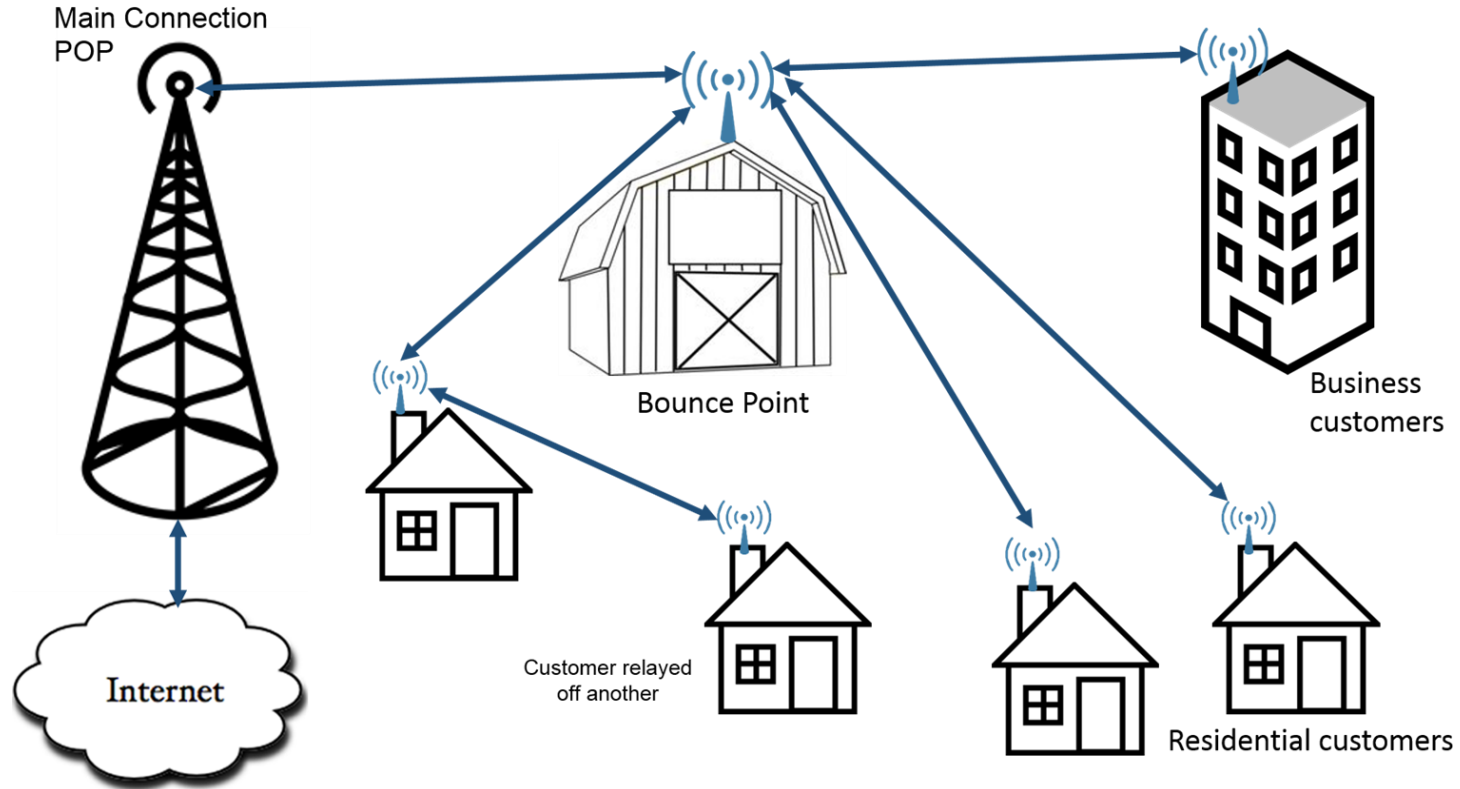 Main Connection
POP
Bounce Point
Business
customers
Customer relayed
off another
Internet
Residential customers